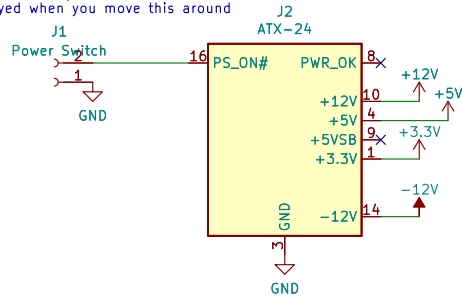 yed when you move this around
J1
Power Switch
2
1
GND
J2
ATX-24
16
PS_ON#
PWR_OK
8
+12V
10
+12V
+5V
4
+5V
+5VSB
9
+3.3V
1
+3.3V
-12V
14
-12V
GND
3
GND